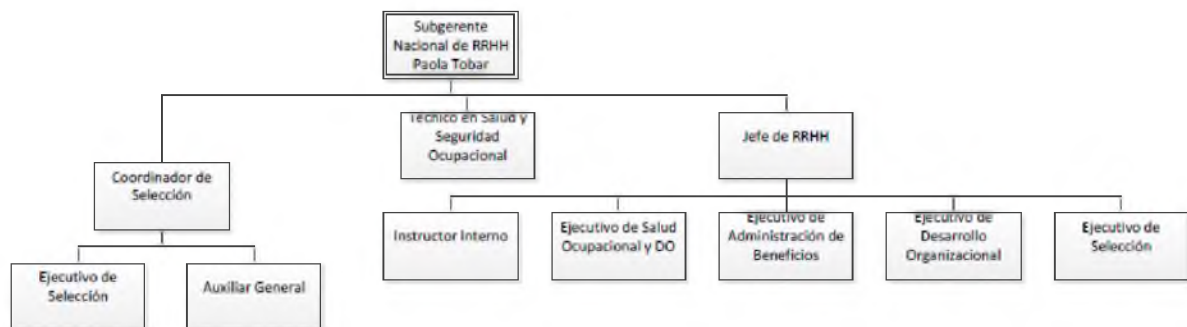 Subgerente
Nacional de RRHH
Paola Tobar
Técnico en Salud y
Seguridad
Ocupacional
Jefe de RRHH
Coordinador de
Selección
Instructor Interno
Ejecutivo de Salud
Ocupacional y DO
Ejecutivo de
Administración de
Beneficios
Ejecutivo de
Desarrollo
Organizacional
Ejecutivo de
Selección
Ejecutivo de
Selección
Auxiliar General